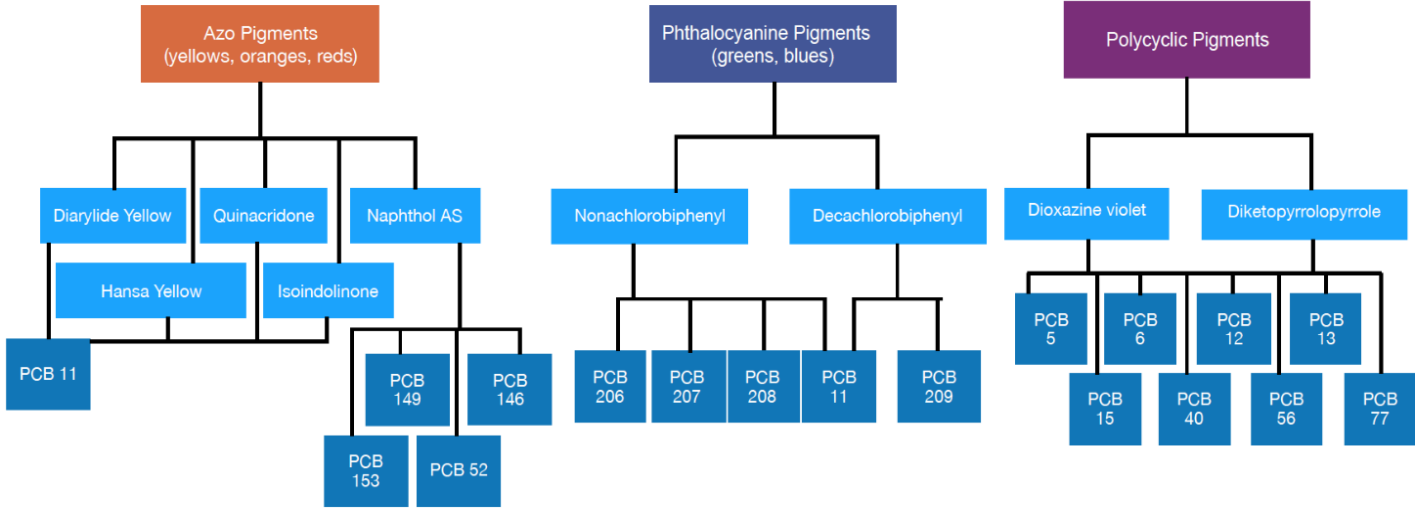 Azo Pigments
(yellows, oranges, reds)
Phthalocyanine Pigments
(greens, blues)
Polycyclic Pigments
Diarylide Yellow
Quinacridone
Naphthol AS
Nonachlorobiphenyl
Decachlorobiphenyl
Dioxazine violet
Diketopyrrolopyrrole
Hansa Yellow
Isoindolinone
PCB 11
PCB
149
PCB
146
PCB
153
PCB 52
PCB
206
PCB
207
PCB
208
PCB
11
PCB
209
PCB
5
PCB
6
PCB
12
PCB
13
PCB
15
PCB
40
PCB
56
PCB
77